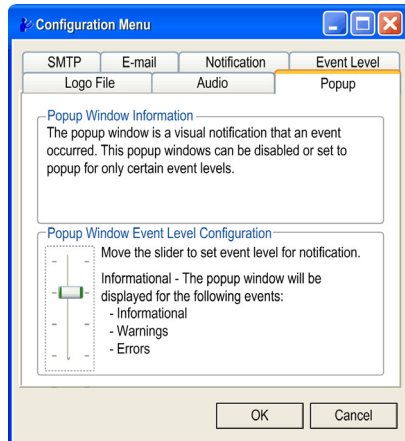 Configuration Menu
SMTP E-mail Notification Event Level
Logo File Audio Popup
Popup Window Information
The popup window is a visual notification that an event
occurred. This popup windows can be disabled or set to
popup for only certain event levels.
Popup Window Event Level Configuration
Move the slider to set event level for notification.
Informational - The popup window will be
displayed for the following events:
- Informational
- Warnings
- Errors
OK Cancel